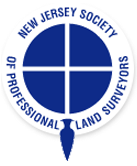 NEW JERSEY SOCIETY
OF PROFESSIONAL LAND SURVEYORS